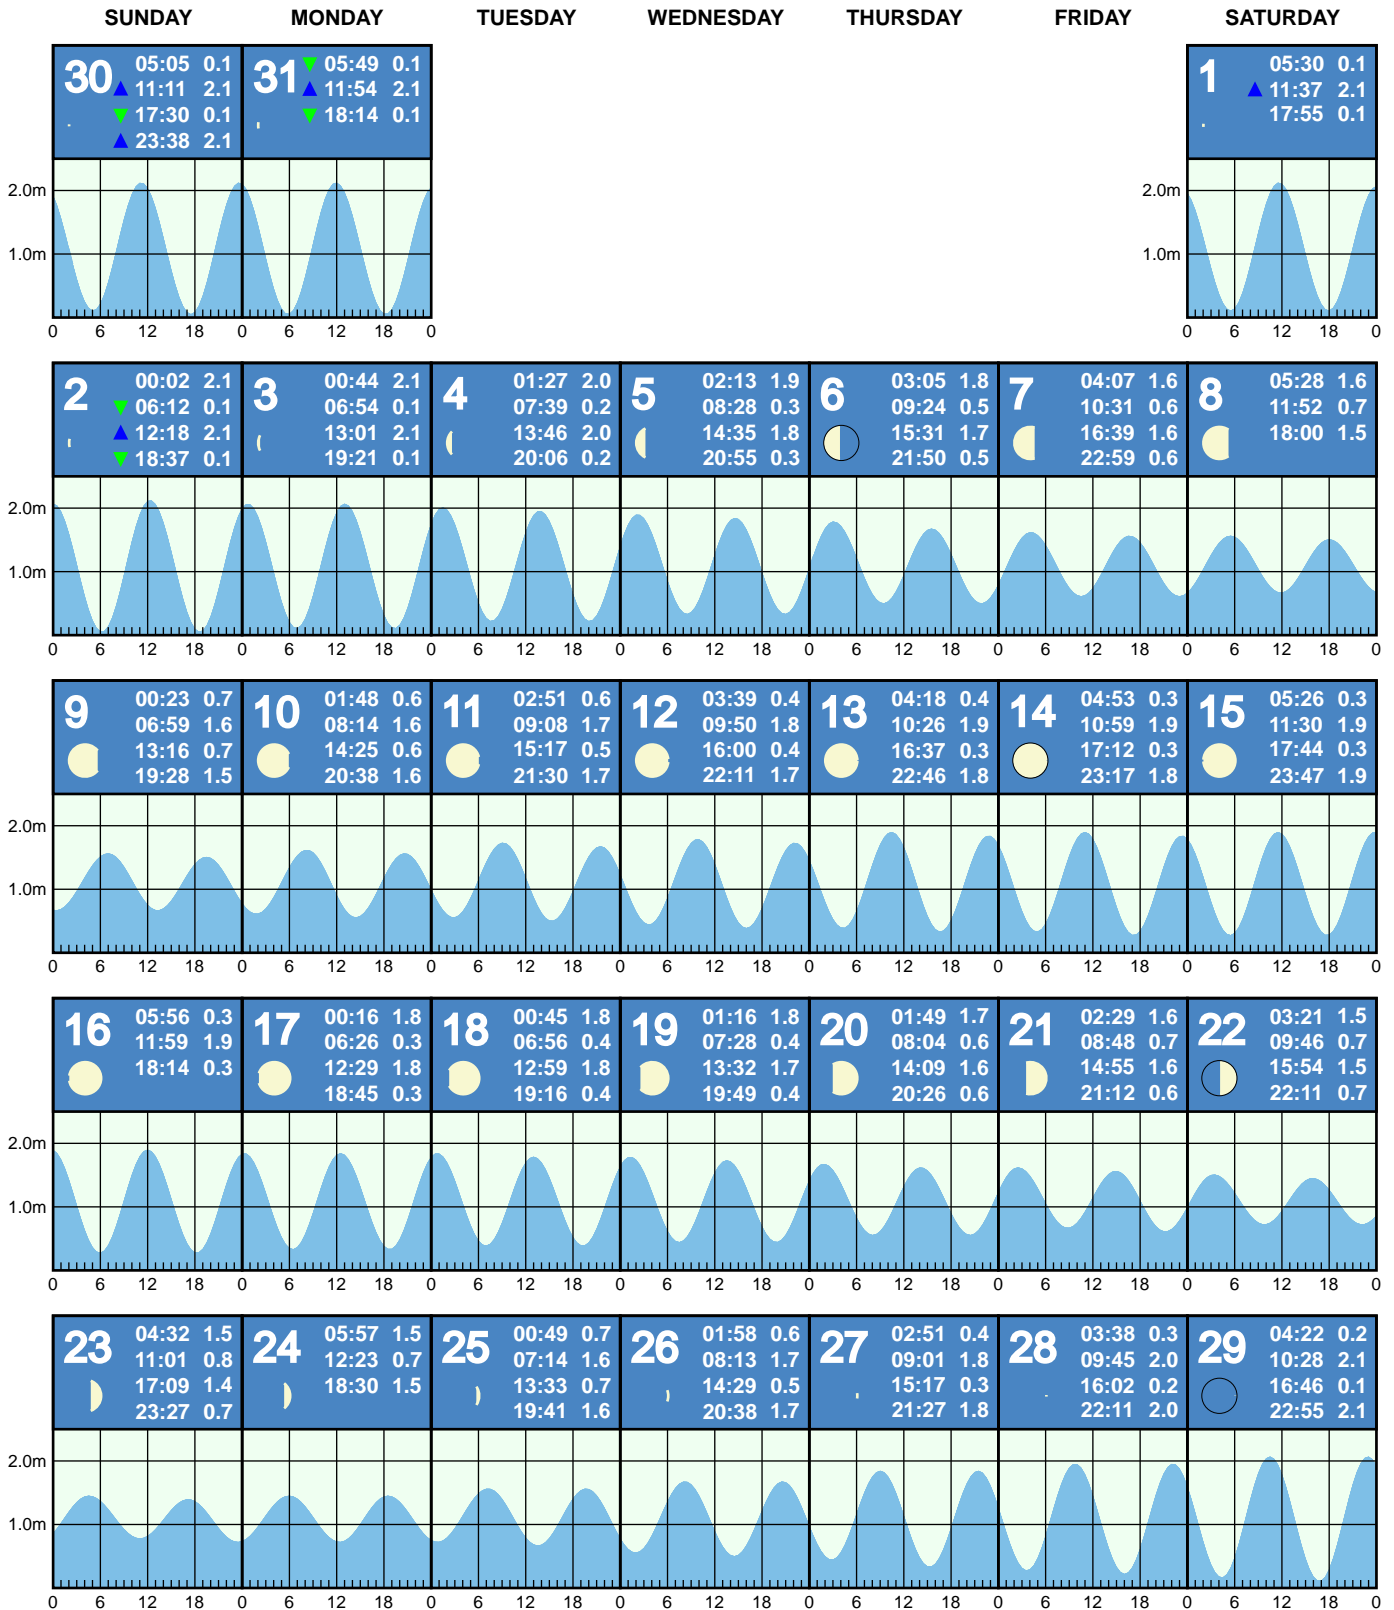 SUNDAY MONDAY TUESDAY WEDNESDAY THURSDAY FRIDAY SATURDAY
30 05:05 0.1
11:11 2.1
17:30 0.1
23:38 2.1
31 05:49 0.1
11:54 2.1
18:14 0.1
1 05:30 0.1
11:37 2.1
17:55 0.1
2.0m
1.0m
0 6 12 18 0 6 12 18 0
2.0m
1.0m
0 6 12 18 0
2 00:02 2.1
06:12 0.1
12:18 2.1
18:37 0.1
3 00:44 2.1
06:54 0.1
13:01 2.1
19:21 0.1
4 01:27 2.0
07:39 0.2
13:46 2.0
20:06 0.2
5 02:13 1.9
08:28 0.3
14:35 1.8
20:55 0.3
6 03:05 1.8
09:24 0.5
15:31 1.7
21:50 0.5
7 04:07 1.6
10:31 0.6
16:39 1.6
22:59 0.6
8 05:28 1.6
11:52 0.7
18:00 1.5
2.0m
1.0m
0 6 12 18 0 6 12 18 0 6 12 18 0 6 12 18 0 6 12 18 0 6 12 18 0 6 12 18 0
9 00:23 0.7
06:59 1.6
13:16 0.7
19:28 1.5
10 01:48 0.6
08:14 1.6
14:25 0.6
20:38 1.6
11 02:51 0.6
09:08 1.7
15:17 0.5
21:30 1.7
12 03:39 0.4
09:50 1.8
16:00 0.4
22:11 1.7
13 04:18 0.4
10:26 1.9
16:37 0.3
22:46 1.8
14 04:53 0.3
10:59 1.9
17:12 0.3
23:17 1.8
15 05:26 0.3
11:30 1.9
17:44 0.3
23:47 1.9
2.0m
1.0m
0 6 12 18 0 6 12 18 0 6 12 18 0 6 12 18 0 6 12 18 0 6 12 18 0 6 12 18 0
16 05:56 0.3
11:59 1.9
18:14 0.3
17 00:16 1.8
06:26 0.3
12:29 1.8
18:45 0.3
18 00:45 1.8
06:56 0.4
12:59 1.8
19:16 0.4
19 01:16 1.8
07:28 0.4
13:32 1.7
19:49 0.4
20 01:49 1.7
08:04 0.6
14:09 1.6
20:26 0.6
21 02:29 1.6
08:48 0.7
14:55 1.6
21:12 0.6
22 03:21 1.5
09:46 0.7
15:54 1.5
22:11 0.7
2.0m
1.0m
0 6 12 18 0 6 12 18 0 6 12 18 0 6 12 18 0 6 12 18 0 6 12 18 0 6 12 18 0
23 04:32 1.5
11:01 0.8
17:09 1.4
23:27 0.7
24 05:57 1.5
12:23 0.7
18:30 1.5
25 00:49 0.7
07:14 1.6
13:33 0.7
19:41 1.6
26 01:58 0.6
08:13 1.7
14:29 0.5
20:38 1.7
27 02:51 0.4
09:01 1.8
15:17 0.3
21:27 1.8
28 03:38 0.3
09:45 2.0
16:02 0.2
22:11 2.0
29 04:22 0.2
10:28 2.1
16:46 0.1
22:55 2.1
2.0m
1.0m
0 6 12 18 0 6 12 18 0 6 12 18 0 6 12 18 0 6 12 18 0 6 12 18 0 6 12 18 0